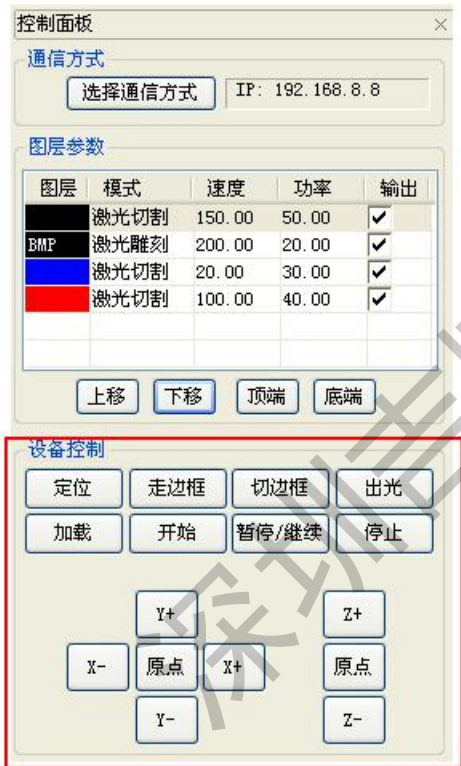 控制面板
通信方式
选择通信方式 IP: 192.168.8.8
图层参数
图层 模式 速度 功率 输出
激光切割 150.00 50.00
BMP 激光雕刻 200.00 20.00
激光切割 20.00 30.00
激光切割 100.00 40.00
上移 下移 顶端 底端
设备控制
定位 走边框 切边框 出光
加载 开始 暂停/继续 停止
Y+ Z+
X- 原点 X+ 原点
Y- Z-
深圳吉